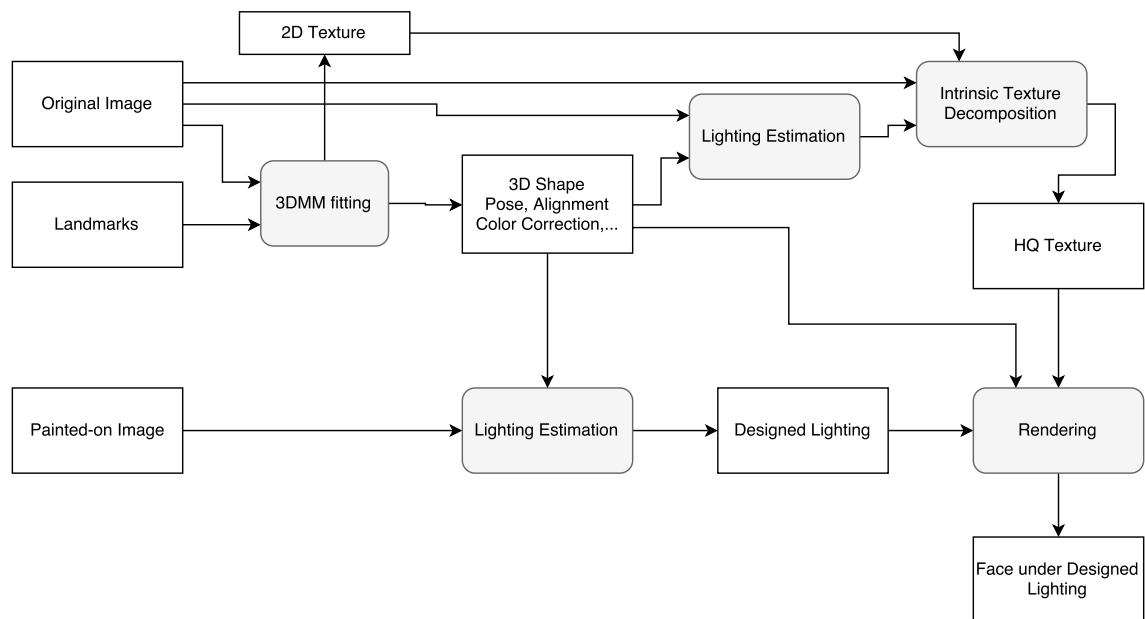 2D Texture
Original Image
Intrinsic Texture
Decomposition
Lighting Estimation
3D Shape
Pose, Alignment
Color Correction,...
3DMM fitting
Landmarks
HQ Texture
Painted-on Image
Lighting Estimation
Designed Lighting
Rendering
Face under Designed
Lighting